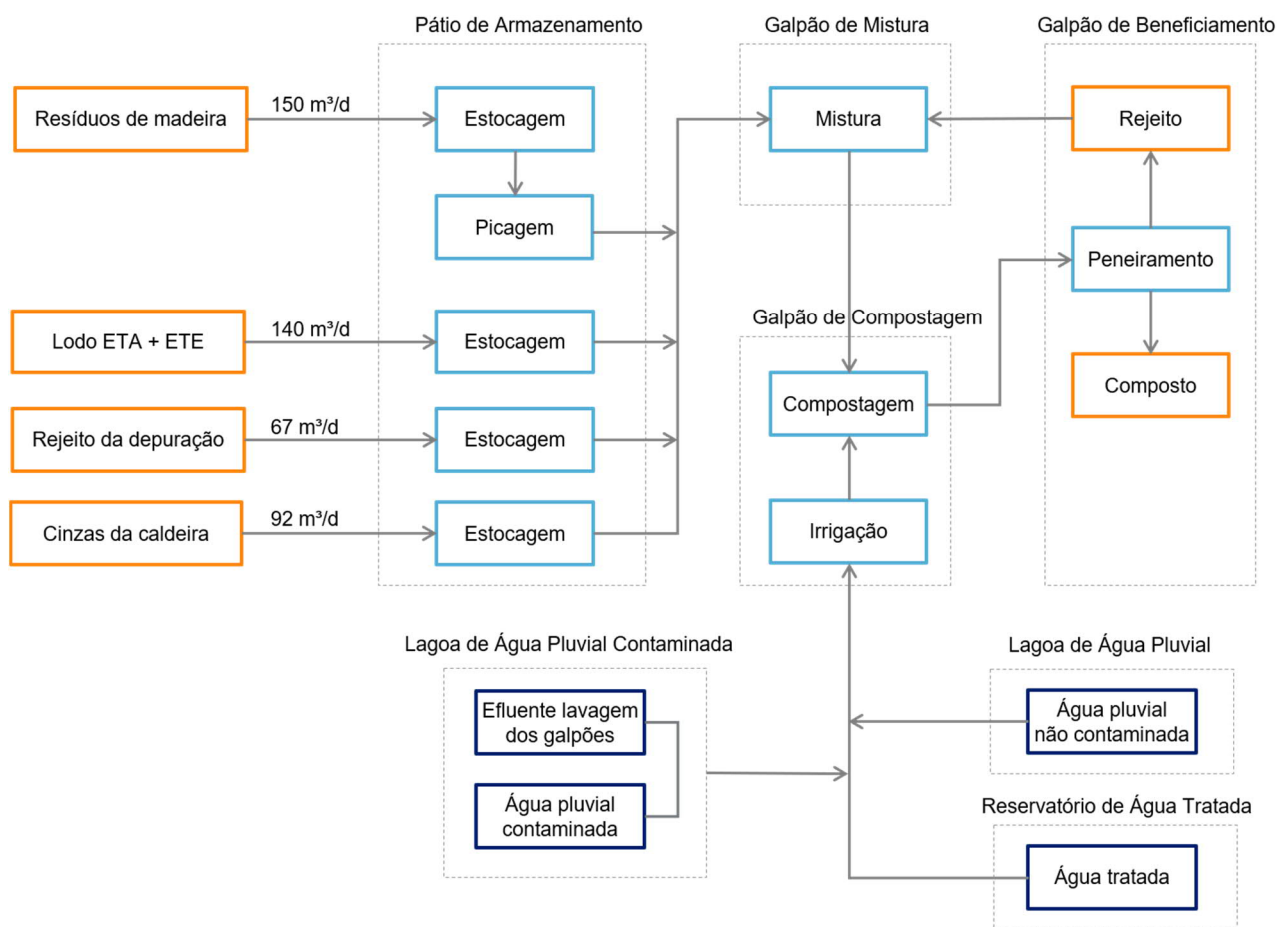 Pátio de Armazenamento
Galpão de Mistura
Galpão de Beneficiamento
Resíduos de madeira
150 m³/d
Estocagem
Mistura
Rejeito
Picagem
Peneiramento
Lodo ETA + ETE
140 m³/d
Estocagem
Galpão de Compostagem
Compostagem
Composto
Rejeito da depuração
67 m³/d
Estocagem
Cinzas da caldeira
92 m³/d
Estocagem
Irrigação
Lagoa de Água Pluvial Contaminada
Efluente lavagem
dos galpões
Água pluvial
contaminada
Lagoa de Água Pluvial
Água pluvial
não contaminada
Reservatório de Água Tratada
Água tratada